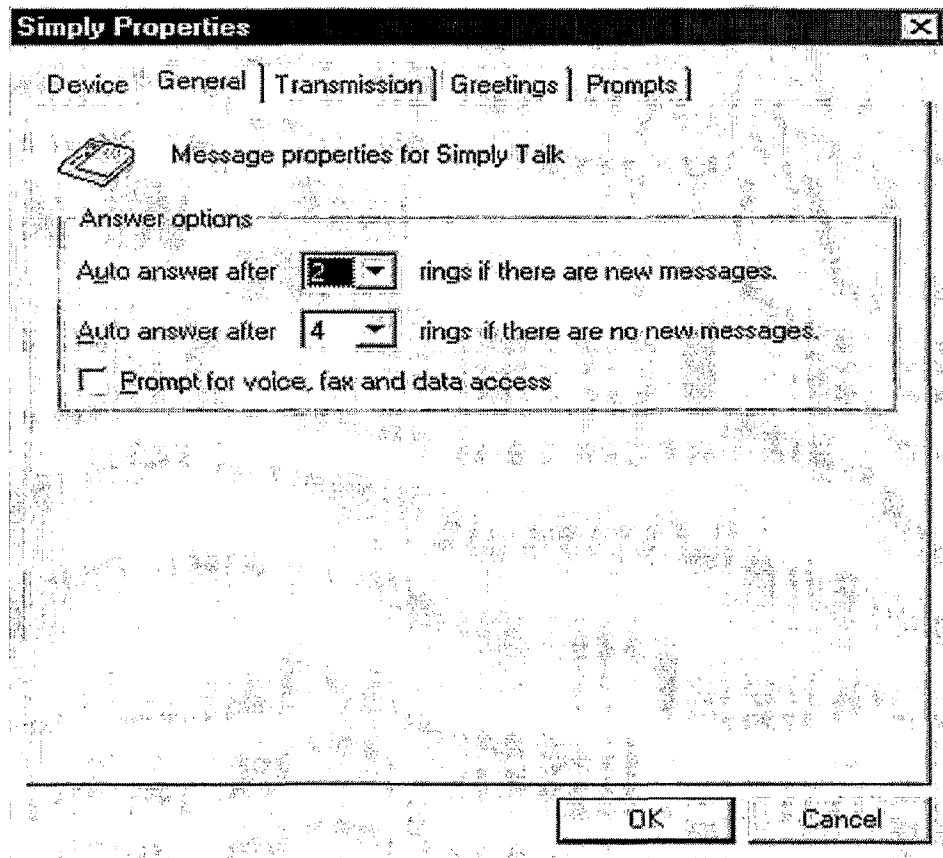 Simply Properties
Device General Transmission Greetings Prompts
Message properties for Simply Talk
Answer options
Auto answer after 2 rings if there are new messages.
Auto answer after 4 rings if there are no new messages.
Prompt for voice, fax and data access
OK Cancel